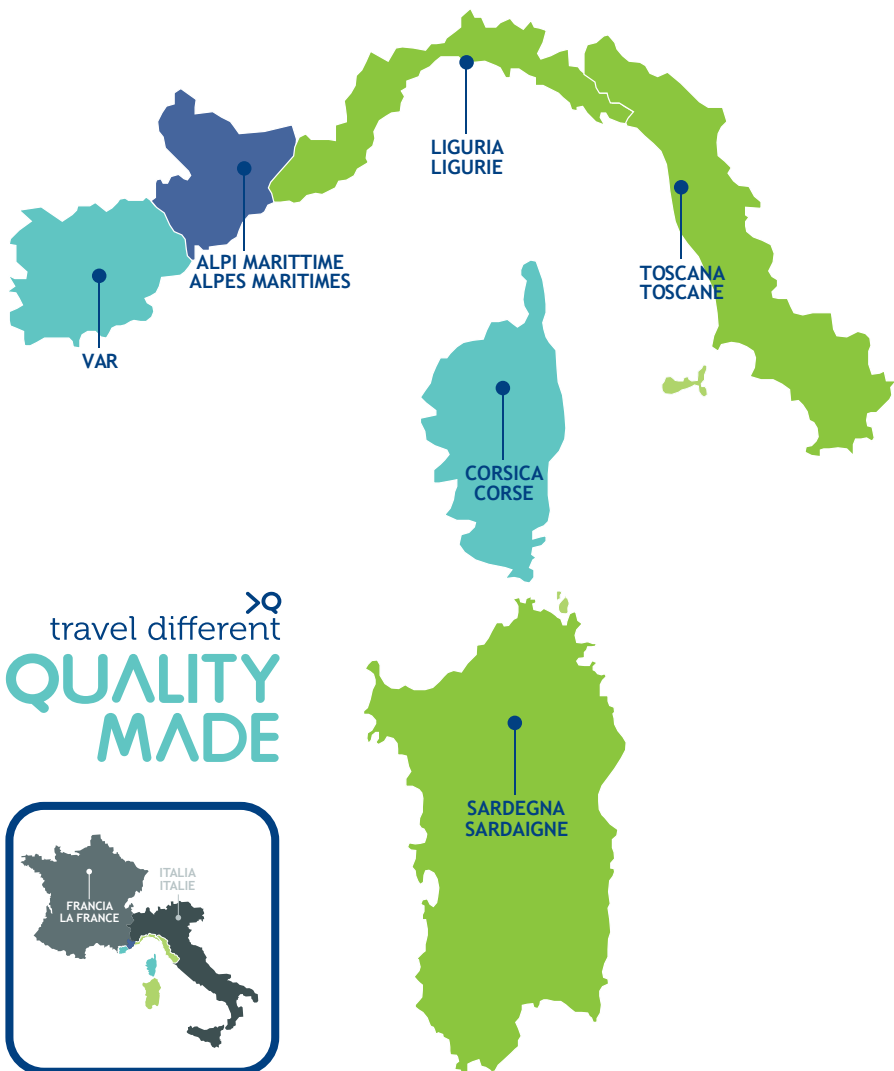 LIGURIA
LIGURIE
ALPI MARITTIME
ALPES MARITIMES
TOSCANA
TOSCANE
VAR
CORSICA
CORSE
travel different
QUALITY
MADE
SARDEGNA
SARDAIGNE
ITALIA
ITALIE
FRANCIA
LA FRANCE